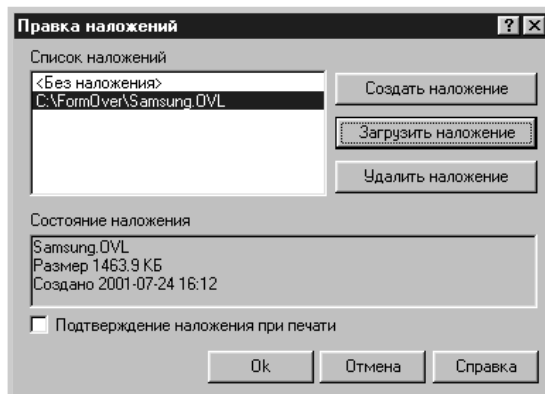 Правка наложений
Список наложений
<Без наложения>
C:\FormOver\Samsung.OVL
Создать наложение
Загрузить наложение
Удалить наложение
Состояние наложения
Samsung.OVL
Размер 1463.9 КБ
Создано 2001-07-24 16:12
Подтверждение наложения при печати
Ok Отмена Справка